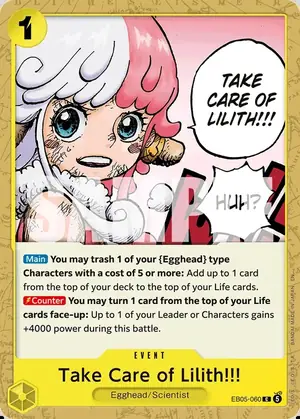 1
TAKE
CARE OF
LILITH!!!
HUH?
SAMPLE
Main You may trash 1 of your {Egghead} type
Characters with a cost of 5 or more: Add up to 1 card
from the top of your deck to the top of your Life cards.
Counter You may turn 1 card from the top of your Life
cards face-up: Up to 1 of your Leader or Characters gains
+4000 power during this battle.
EVENT
Take Care of Lilith!!!
Egghead/Scientist
EB05-060 C 5